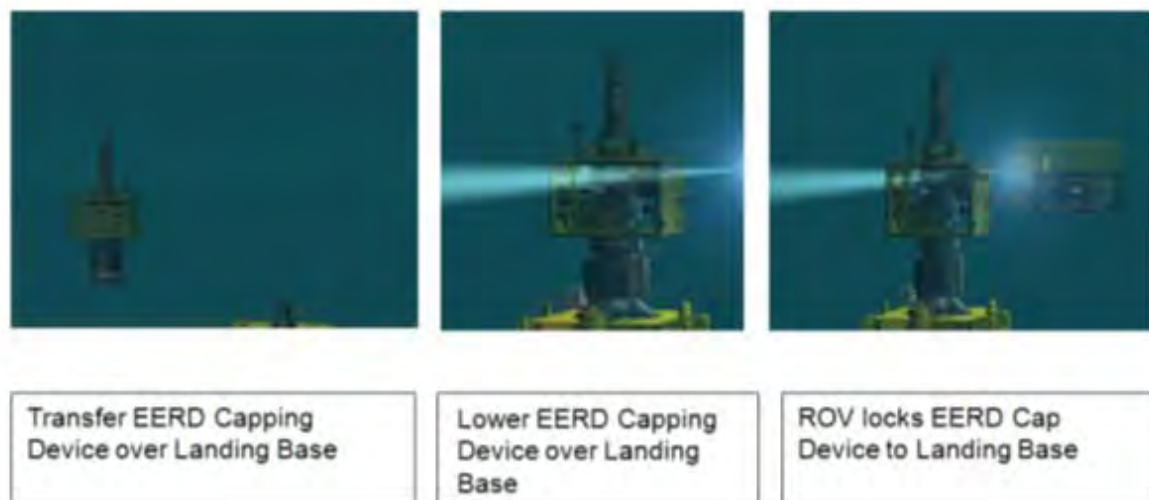 Transfer EERD Capping
Device over Landing Base
Lower EERD Capping
Device over Landing
Base
ROV locks EERD Cap
Device to Landing Base